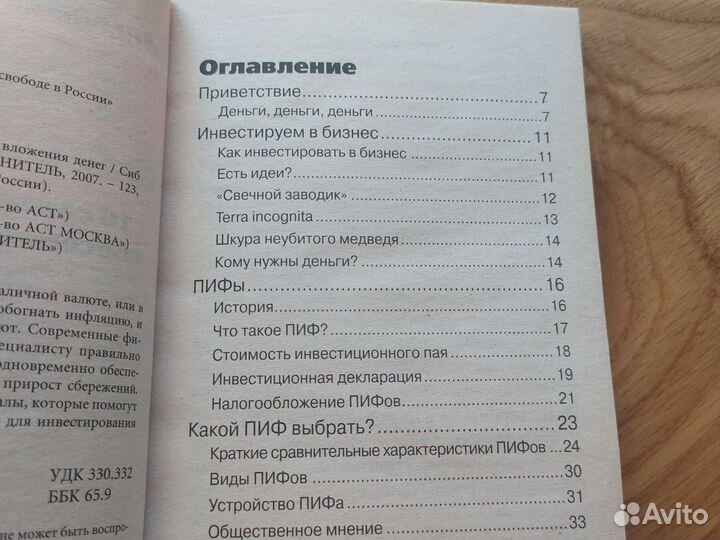 свободе в России»
вложения денег / Сиб
НИТЕЛЬ, 2007. – 123,
России).
-во АСТ»)
-во АСТ МОСКВА»)
ИТЕЛЬ»)
аличной валюте, или в
обогнать инфляцию, и
ют. Современные фи-
ециалисту правильно
одновременно обеспе-
прирост сбережений.
алы, которые помогут
для инвестирования
УДК 330.332
ББК 65.9
не может быть воспро-
Оглавление
Приветствие 7
Деньги, деньги, деньги 7
Инвестируем в бизнес 11
Как инвестировать в бизнес 11
Есть идеи? 11
«Свечной заводик» 12
Terra incognita 13
Шкура неубитого медведя 14
Кому нужны деньги? 14
ПИФы 16
История 16
Что такое ПИФ? 17
Стоимость инвестиционного пая 18
Инвестиционная декларация 19
Налогообложение ПИФов 21
Какой ПИФ выбрать? 23
Краткие сравнительные характеристики ПИФов 24
Виды ПИФов 30
Устройство ПИФа 31
Общественное мнение 33
Avito